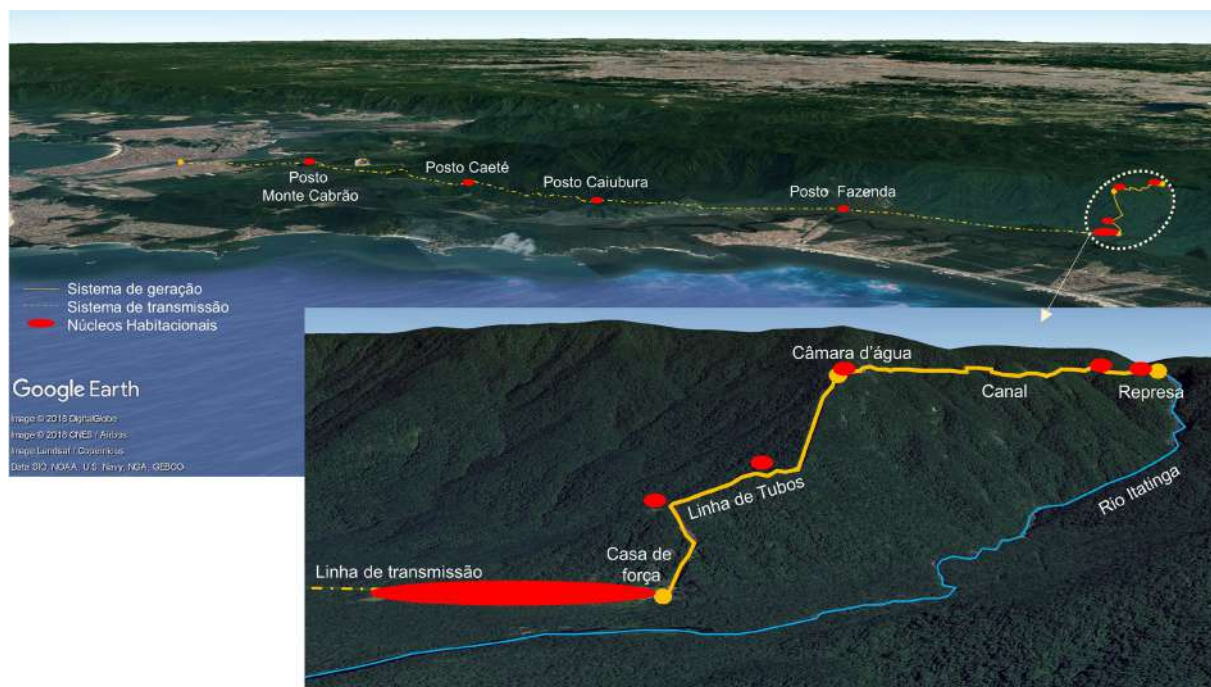 Posto
Monte Cabrão
Posto Caeté
Posto Caiubura
Posto Fazenda
Sistema de geração
Sistema de transmissão
Núcleos Habitacionais
Google Earth
Image © 2018 DigitalGlobe
Image © 2018 CNES / Airbus
Image Landsat / Copernicus
Data SIO, NOAA, U.S. Navy, NGA, GEBCO
Câmara d'água
Canal
Represa
Linha de Tubos
Rio Itatinga
Casa de
força
Linha de transmissão